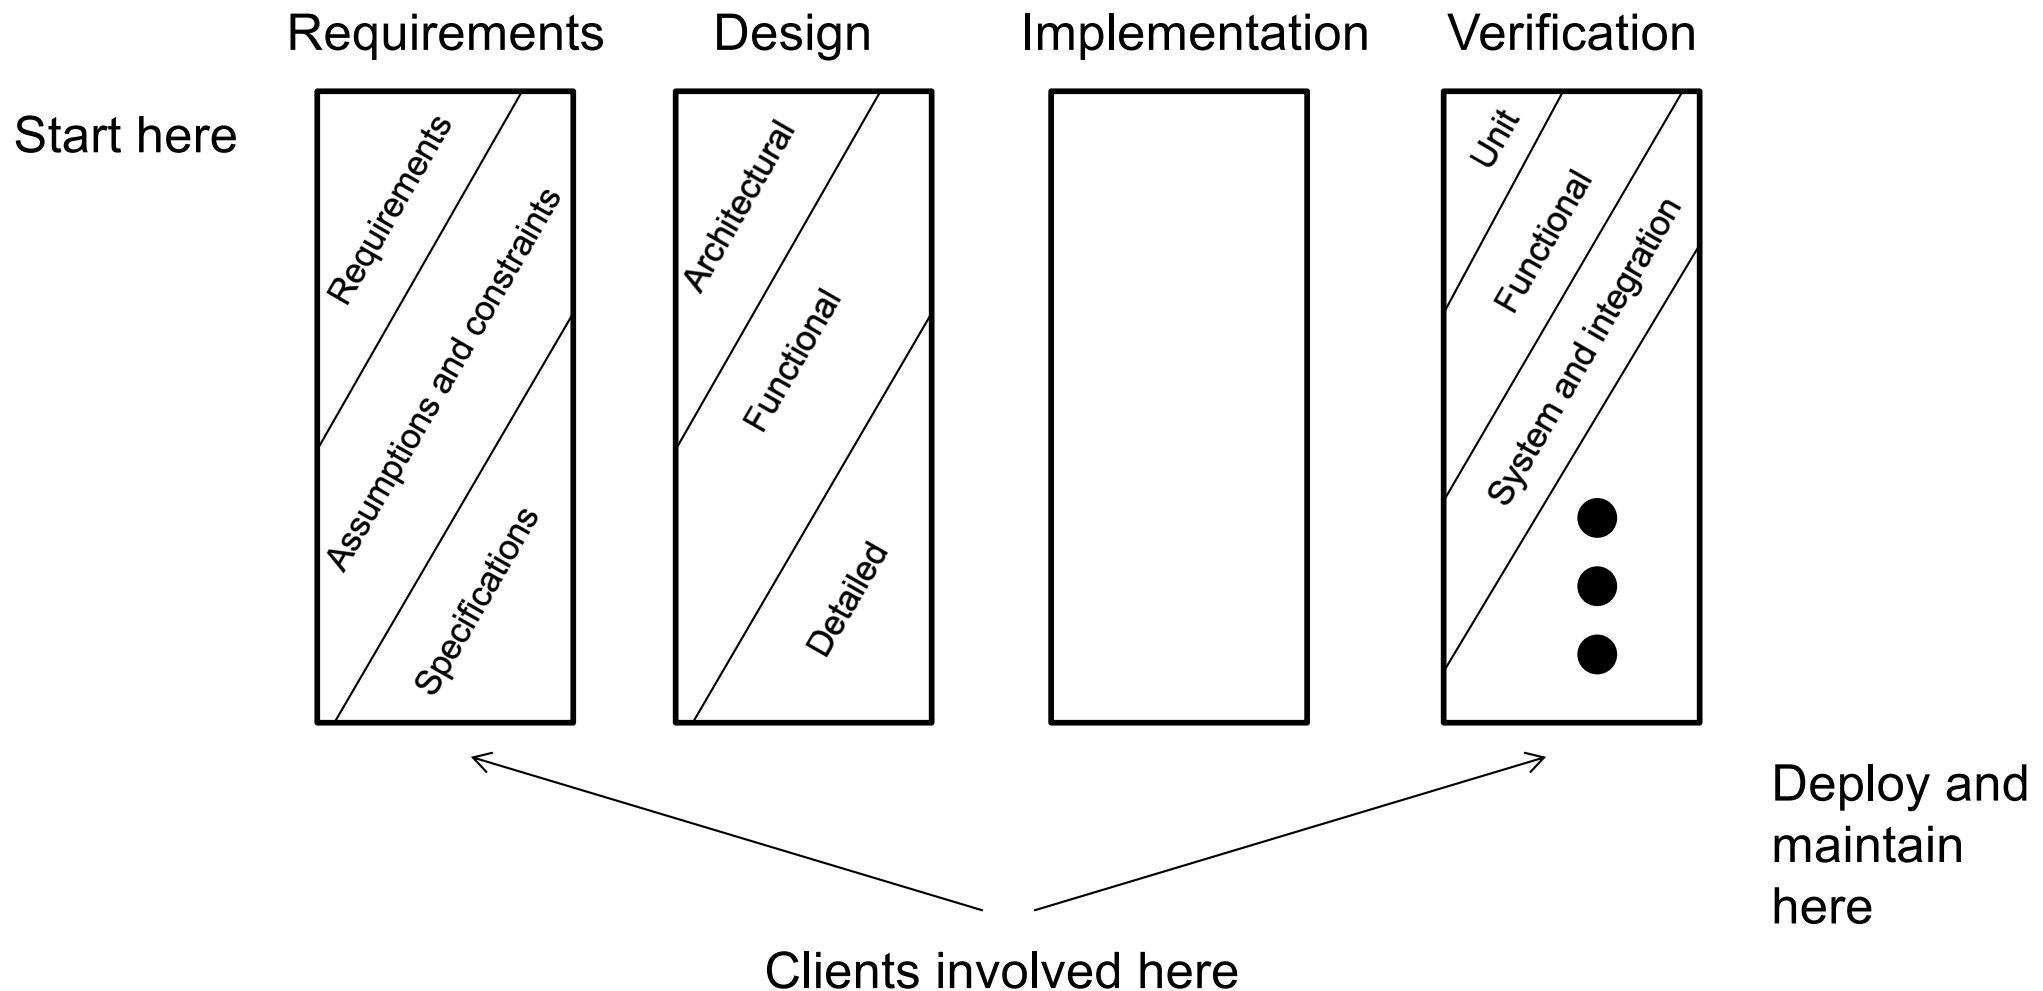 Requirements
Design
Implementation
Verification
Start here
Requirements
Assumptions and constraints
Specifications
Architectural
Functional
Detailed
Unit
Functional
System and integration
Deploy and
maintain
here
Clients involved here